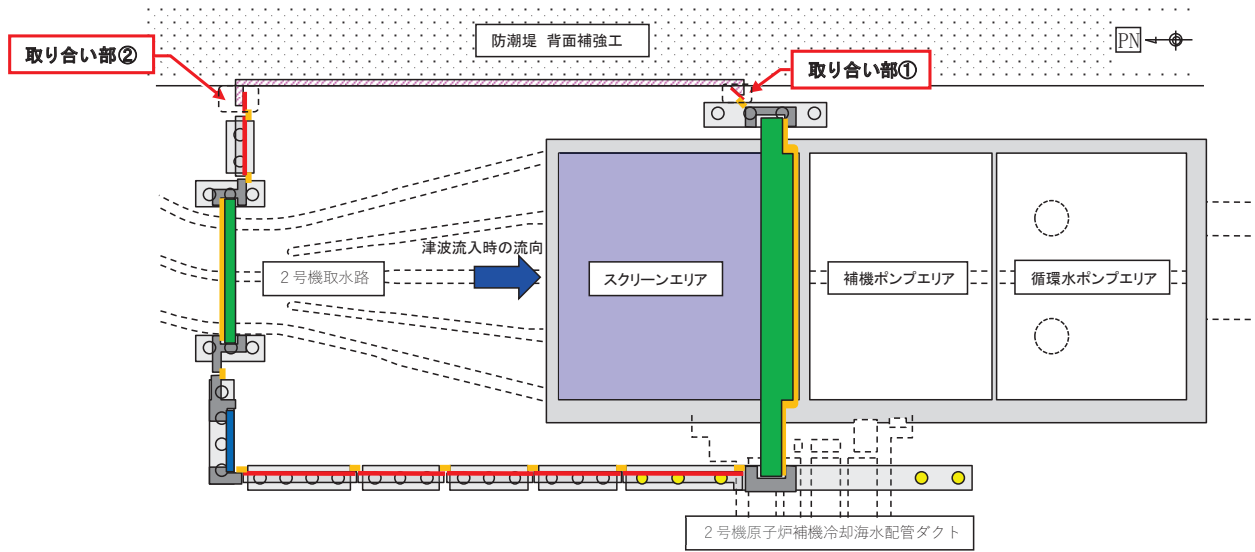 防潮堤 背面補強工
PN
取り合い部②
取り合い部①
津波流入時の流向
２号機取水路
スクリーンエリア
補機ポンプエリア
循環水ポンプエリア
２号機原子炉補機冷却海水配管ダクト